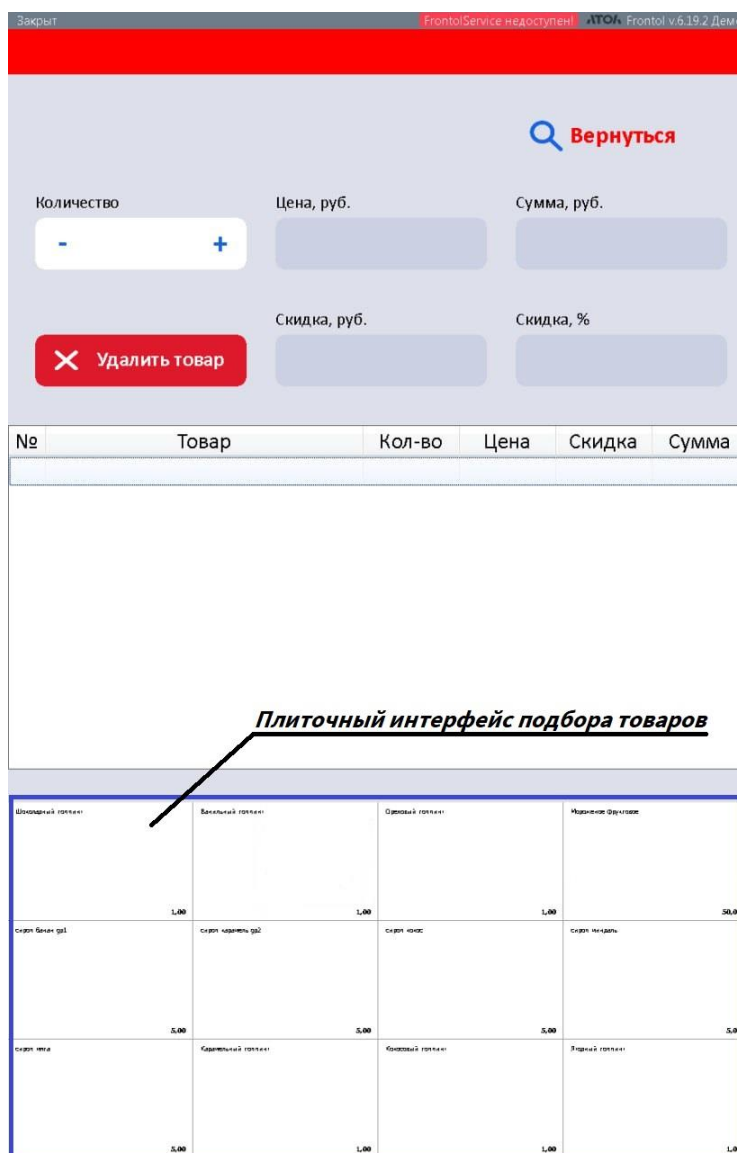 Закрыт FrontolService недоступен! АТОЛ Frontol v.6.19.2 Дем
Вернуться
Количество Цена, руб. Сумма, руб.
- +
Скидка, руб. Скидка, %
Удалить товар
№ Товар Кол-во Цена Скидка Сумма
Плиточный интерфейс подбора товаров
Шоколадный топпинг Ванильный топпинг Ореховый топпинг Мороженое фруктовое
1,00 1,00 1,00 50,0
сироп банан ga1 сироп карамель ga2 сироп кокос сироп миндаль
5,00 5,00 5,00 5,0
сироп мята Карамельный топпинг Кокосовый топпинг Ягодный топпинг
5,00 1,00 1,00 1,0